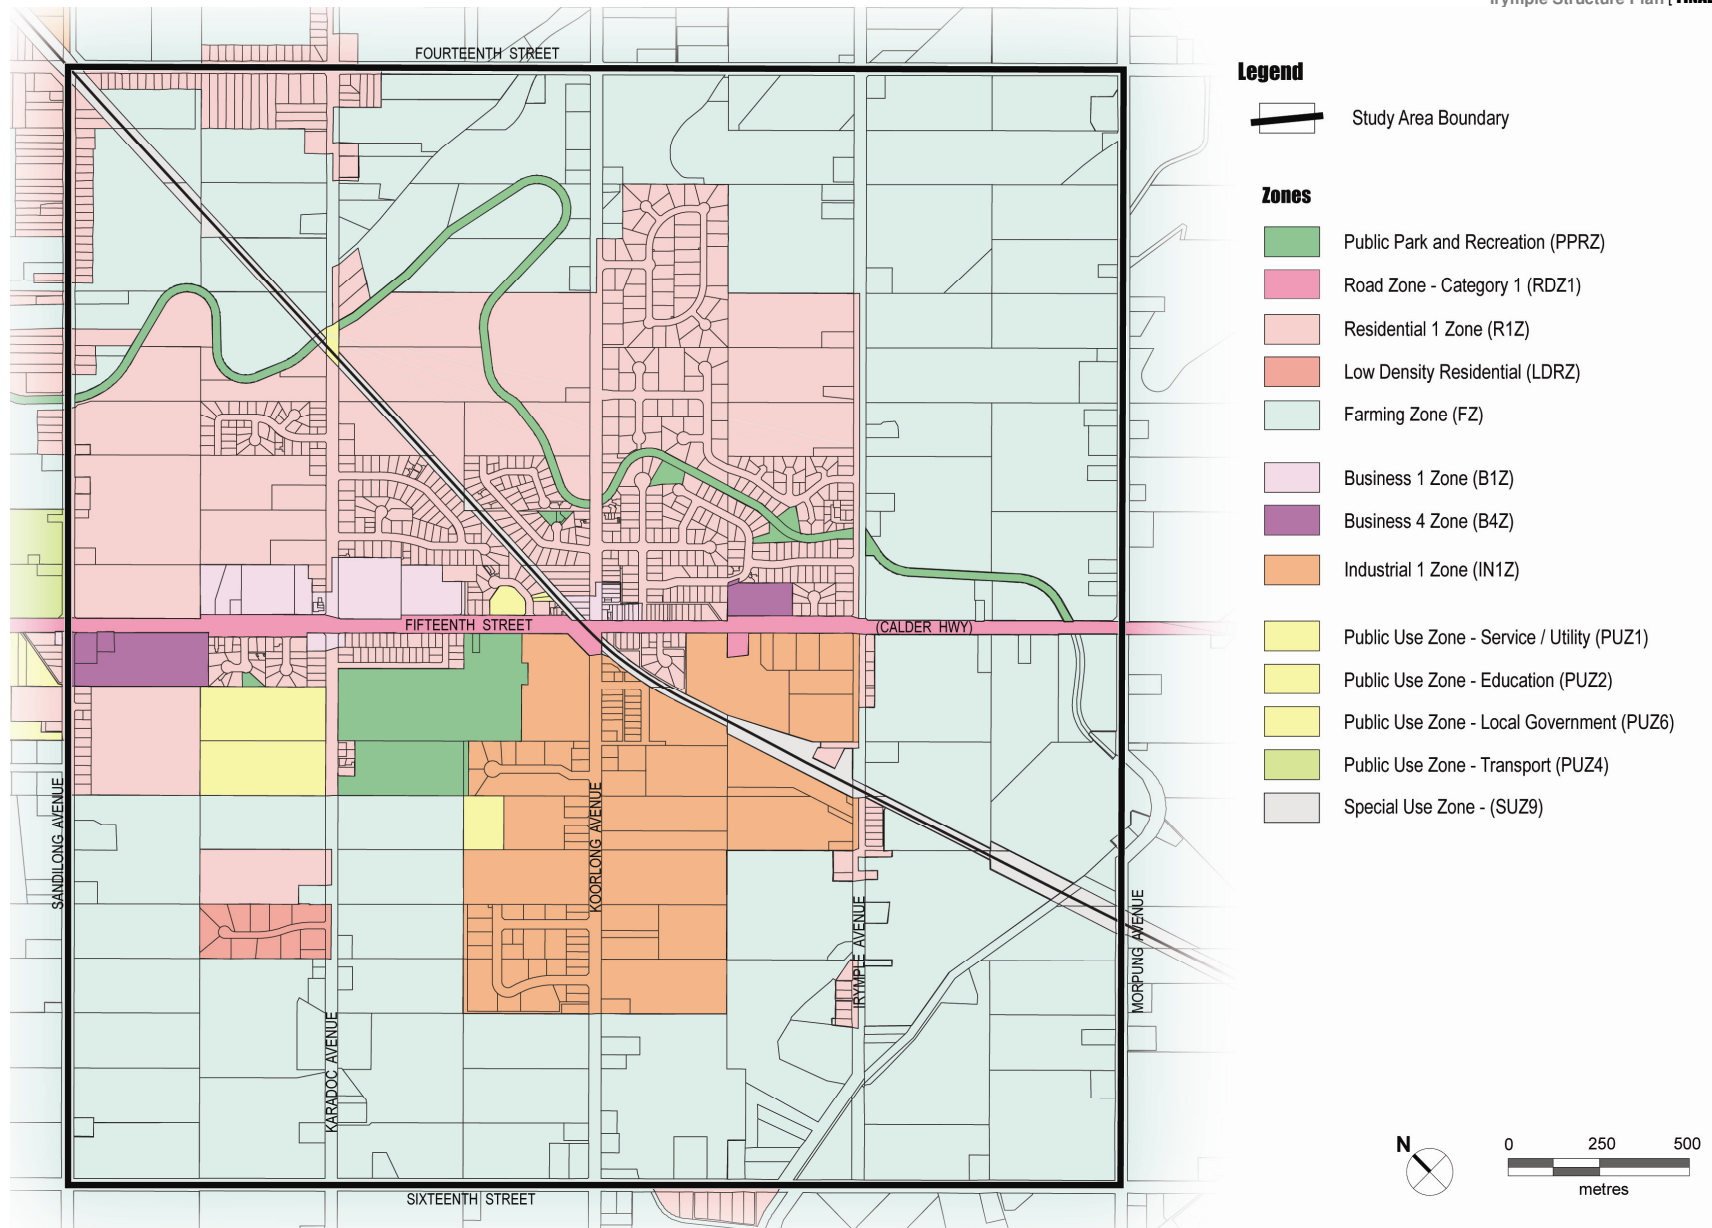 Irymple Structure Plan [ FINAL
FOURTEENTH STREET
Legend
Study Area Boundary
Zones
Public Park and Recreation (PPRZ)
Road Zone - Category 1 (RDZ1)
Residential 1 Zone (R1Z)
Low Density Residential (LDRZ)
Farming Zone (FZ)
Business 1 Zone (B1Z)
Business 4 Zone (B4Z)
Industrial 1 Zone (IN1Z)
FIFTEENTH STREET
(CALDER HWY)
Public Use Zone - Service / Utility (PUZ1)
Public Use Zone - Education (PUZ2)
Public Use Zone - Local Government (PUZ6)
Public Use Zone - Transport (PUZ4)
Special Use Zone - (SUZ9)
SANDILONG AVENUE
KARADOC AVENUE
KOORLONG AVENUE
IRYMPLE AVENUE
MORPUNG AVENUE
SIXTEENTH STREET
N
0 250 500
metres